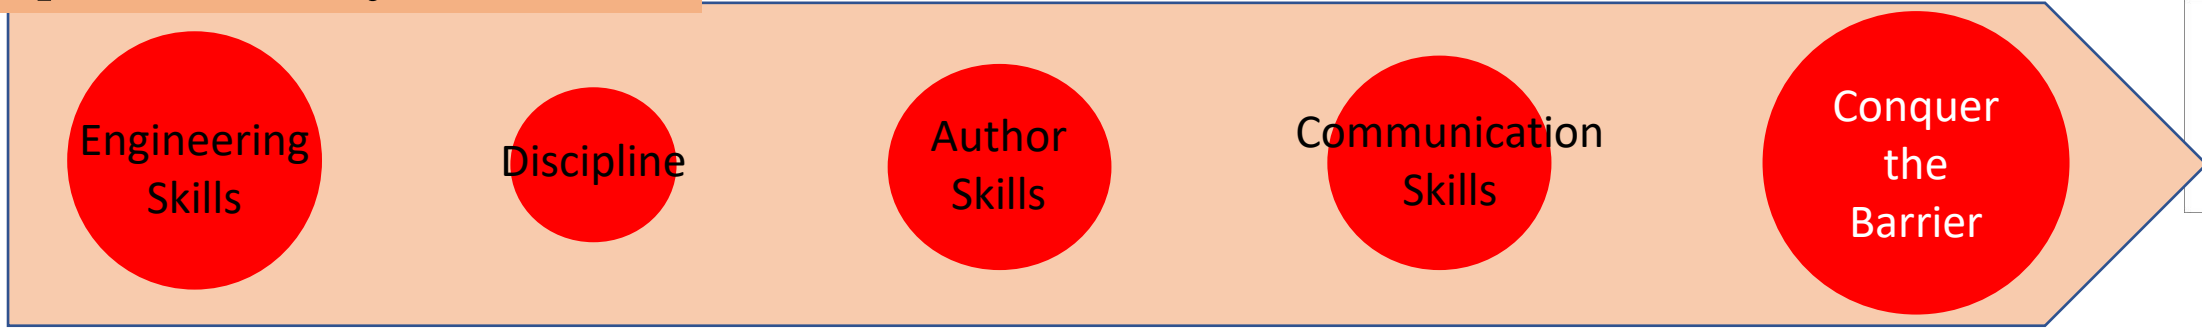 Engineering
Skills
Discipline
Author
Skills
Communication
Skills
Conquer
the
Barrier